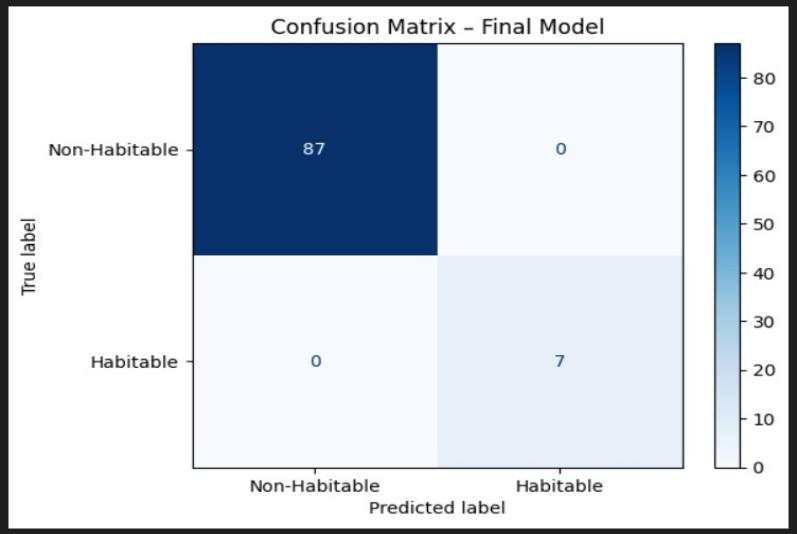 Confusion Matrix – Final Model
True label
Non-Habitable
87
0
Habitable
0
7
Non-Habitable
Habitable
Predicted label
80
70
60
50
40
30
20
10
0